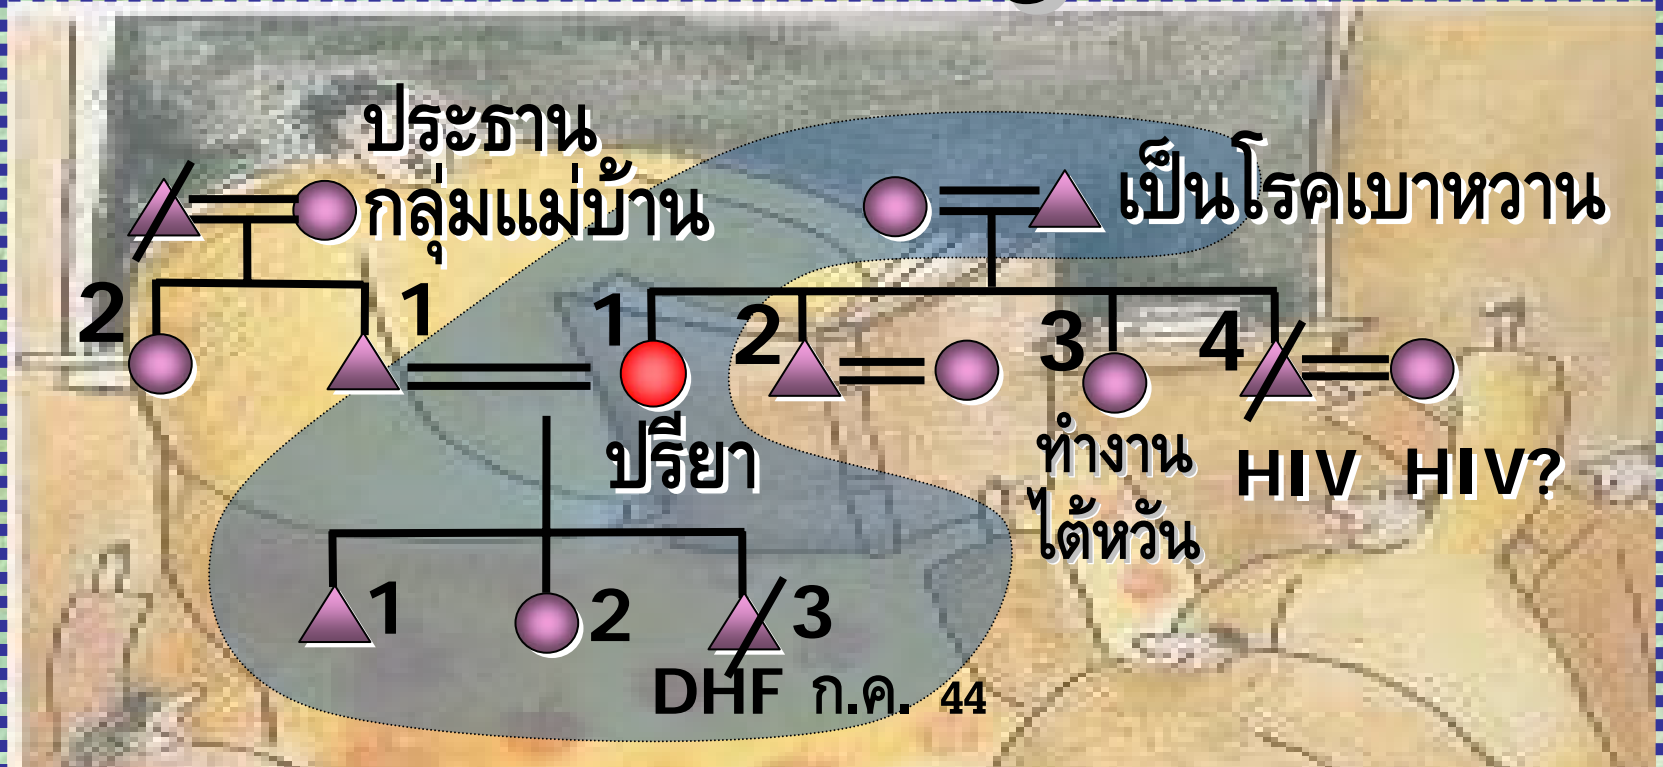 ประธาน
กลุ่มแม่บ้าน
เป็นโรคเบาหวาน
2 1 1 2 3 4
ปรียา
ทำงาน
ไต้หวัน
HIV HIV?
1 2 3
DHF ก.ค. 44